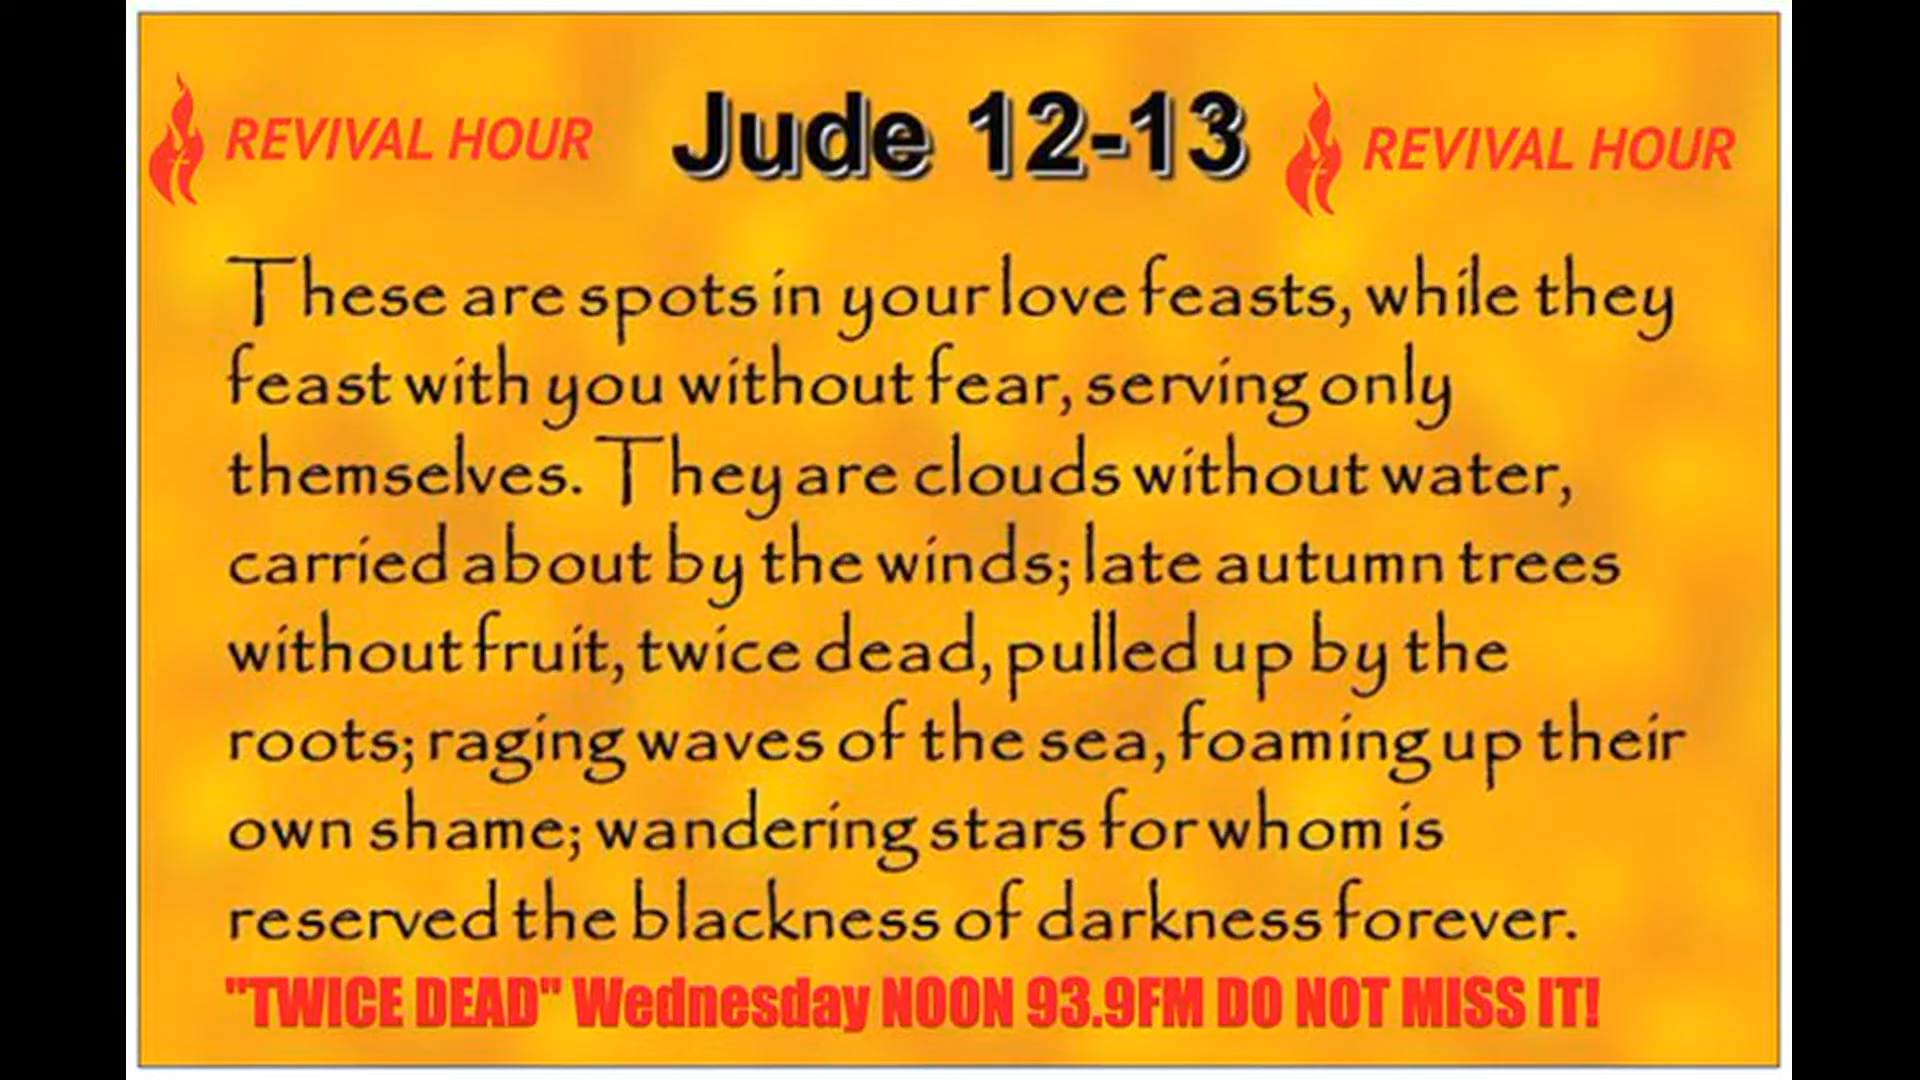 REVIVAL HOUR Jude 12-13 REVIVAL HOUR
These are spots in your love feasts, while they
feast with you without fear, serving only
themselves. They are clouds without water,
carried about by the winds; late autumn trees
without fruit, twice dead, pulled up by the
roots; raging waves of the sea, foaming up their
own shame; wandering stars for whom is
reserved the blackness of darkness forever.
"TWICE DEAD" Wednesday NOON 93.9FM DO NOT MISS IT!